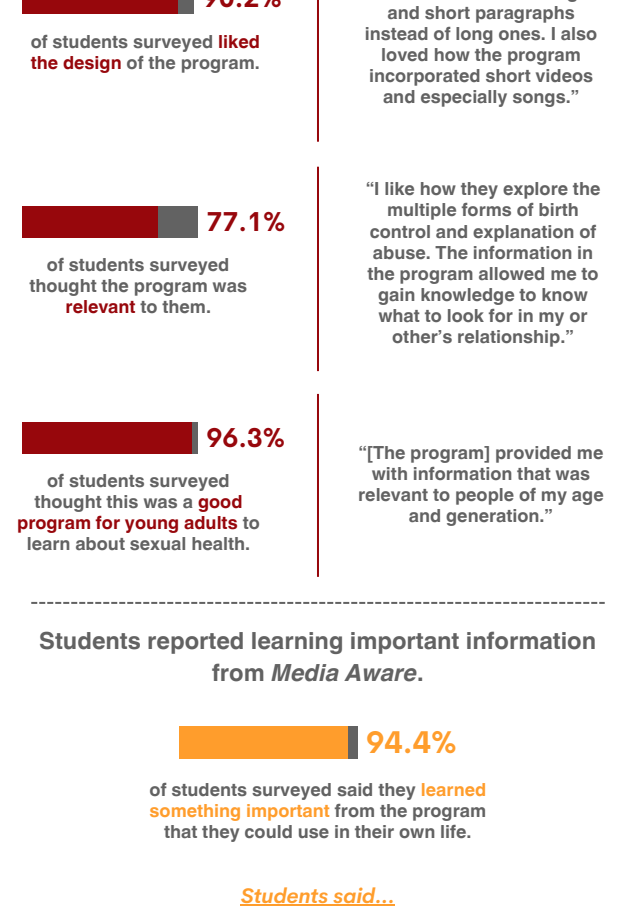 90.2%
of students surveyed liked
the design of the program.
and short paragraphs
instead of long ones. I also
loved how the program
incorporated short videos
and especially songs.”
77.1%
of students surveyed
thought the program was
relevant to them.
“I like how they explore the
multiple forms of birth
control and explanation of
abuse. The information in
the program allowed me to
gain knowledge to know
what to look for in my or
other’s relationship.”
96.3%
of students surveyed
thought this was a good
program for young adults to
learn about sexual health.
“[The program] provided me
with information that was
relevant to people of my age
and generation.”
Students reported learning important information
from Media Aware.
94.4%
of students surveyed said they learned
something important from the program
that they could use in their own life.
Students said...